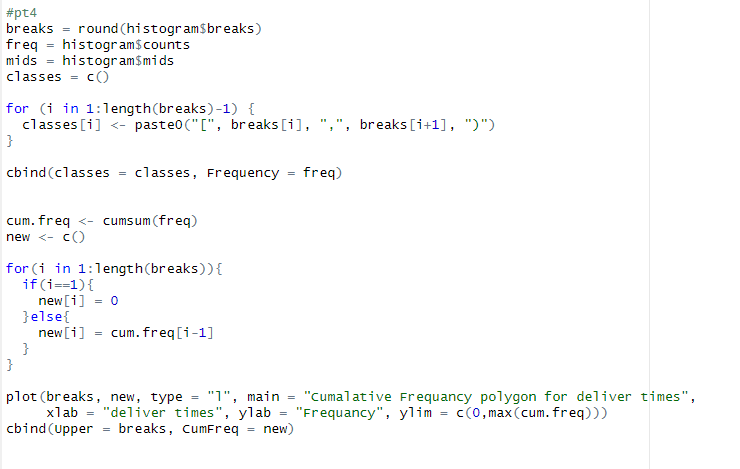 #pt4
breaks = round(histogram$breaks)
freq = histogram$counts
mids = histogram$mids
classes = c()
for (i in 1:length(breaks)-1) {
  classes[i] <- paste0("[", breaks[i], ",", breaks[i+1], ")")
}
cbind(classes = classes, Frequency = freq)
cum.freq <- cumsum(freq)
new <- c()
for(i in 1:length(breaks)){
  if(i==1){
    new[i] = 0
  }else{
    new[i] = cum.freq[i-1]
  }
}
plot(breaks, new, type = "l", main = "Cumalative Frequancy polygon for deliver times",
     xlab = "deliver times", ylab = "Frequancy", ylim = c(0,max(cum.freq)))
cbind(Upper = breaks, CumFreq = new)